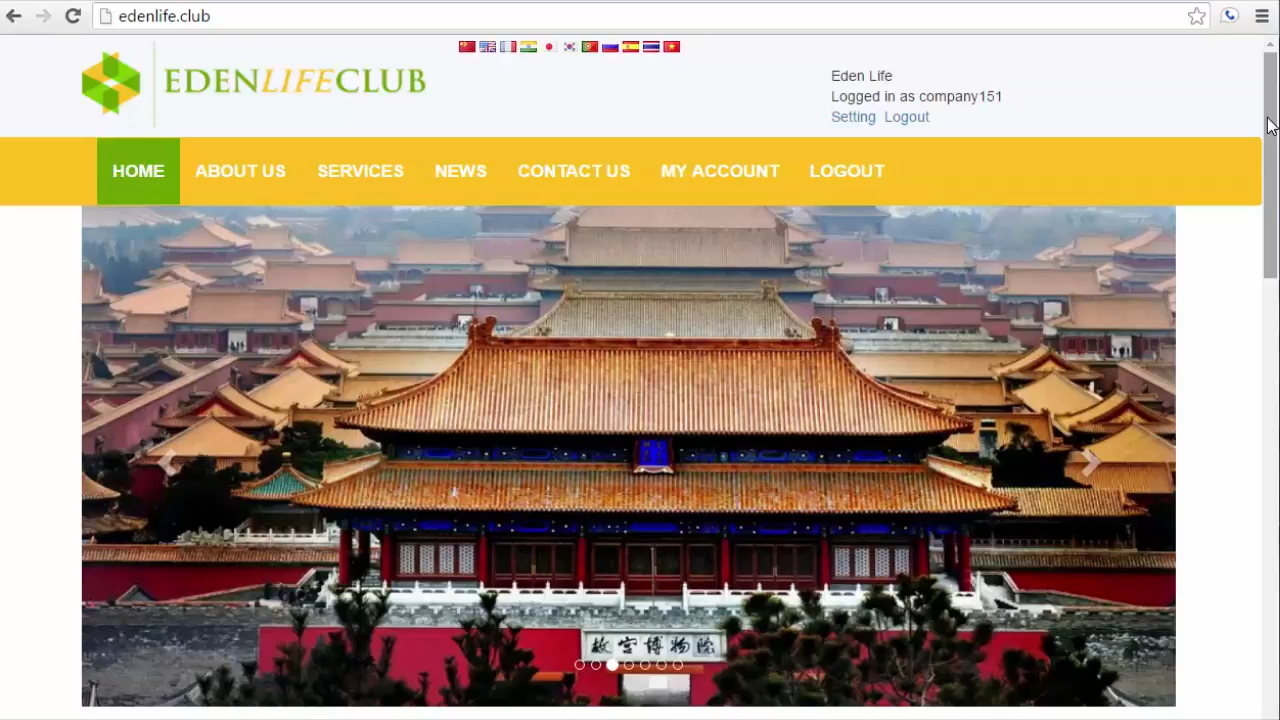 edenlife.club
EDENLIFECLUB
Eden Life
Logged in as company151
Setting Logout
HOME ABOUT US SERVICES NEWS CONTACT US MY ACCOUNT LOGOUT
故宫博物院